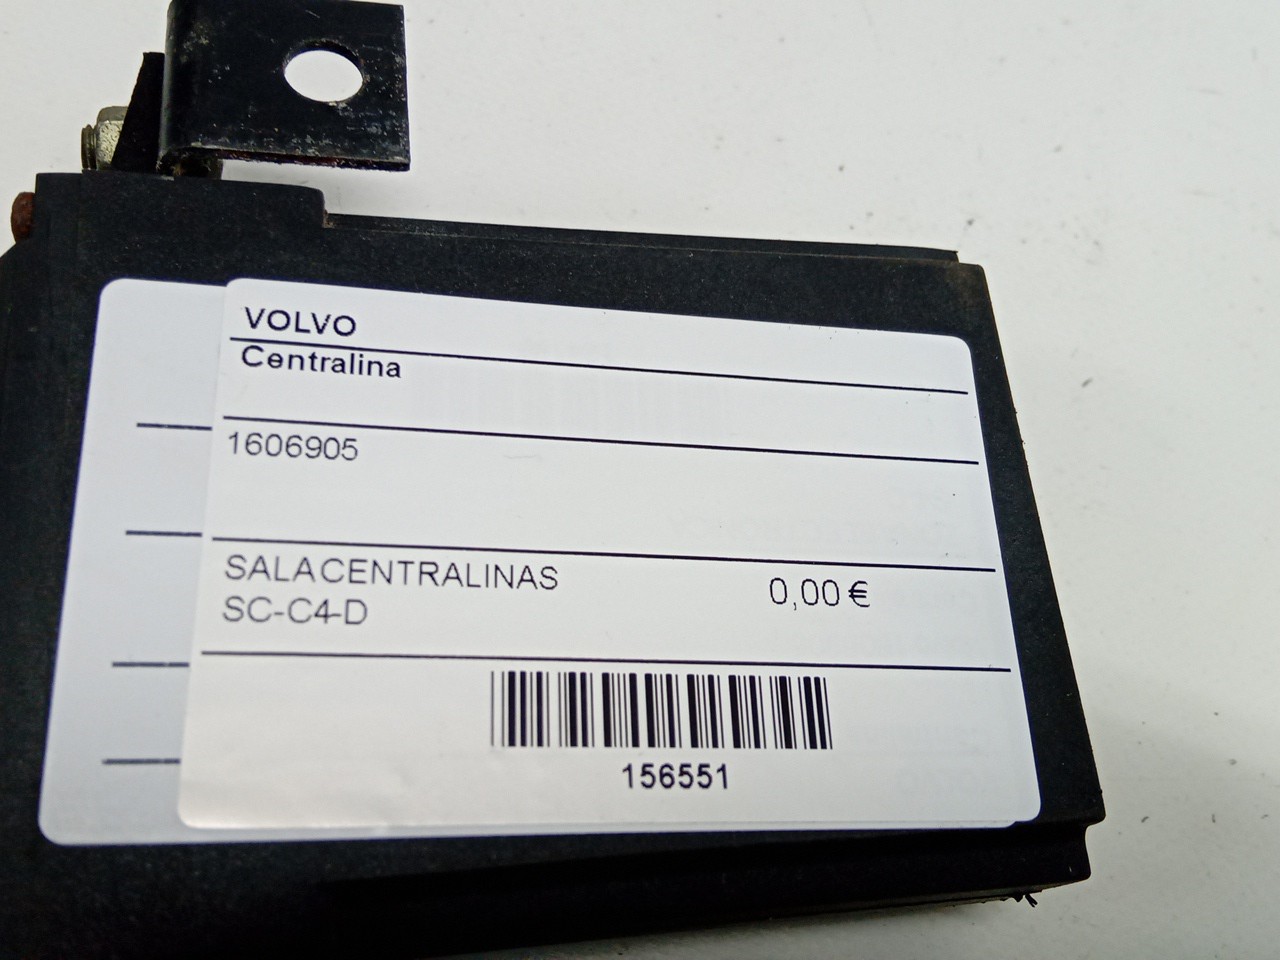 VOLVO
Centralina
1606905
SALACENTRALINAS
0,00 €
SC-C4-D
156551